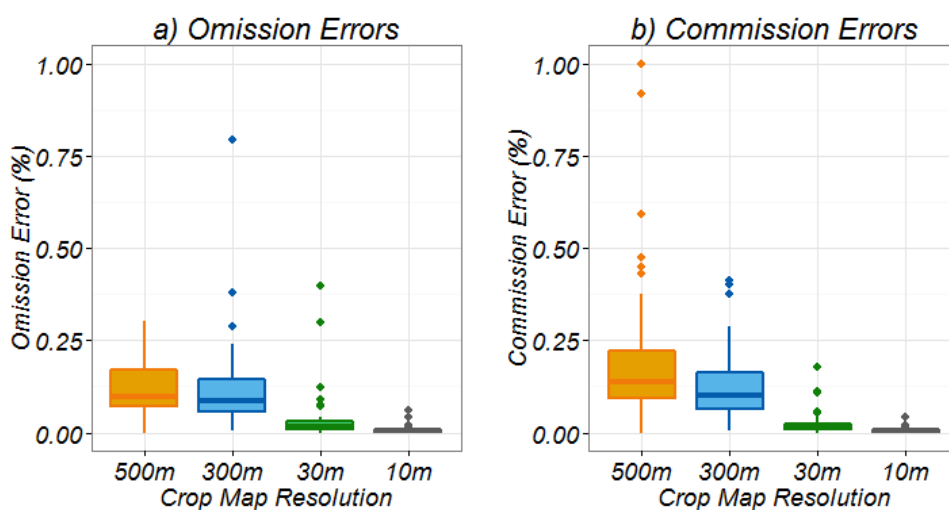 a) Omission Errors
1.00
0.75
0.50
0.25
0.00
Omission Error (%)
500m 300m 30m 10m
Crop Map Resolution
b) Commission Errors
1.00
0.75
0.50
0.25
0.00
Commission Error (%)
500m 300m 30m 10m
Crop Map Resolution